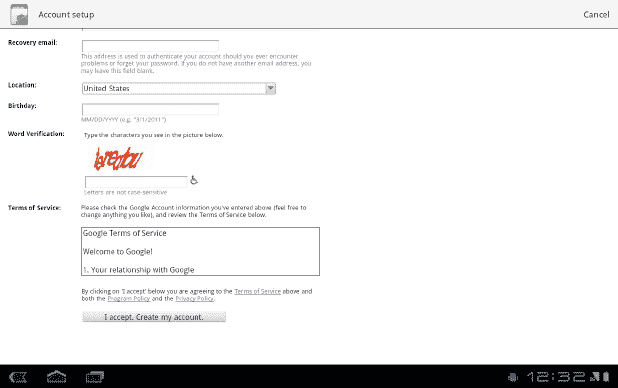 Account setup
Cancel
Recovery email:
This address is used to authenticate your account should you ever encounter
problems or forget your password. If you do not have another email address, you
may leave this field blank.
Location:
United States
Birthday:
MM/DD/YYYY (e.g. "3/1/2011")
Word Verification:
Type the characters you see in the picture below.
Letters are not case-sensitive
Terms of Service:
Please check the Google Account information you've entered above (feel free to
change anything you like), and review the Terms of Service below.
Google Terms of Service
Welcome to Google!
1. Your relationship with Google
By clicking on 'I accept' below you are agreeing to the Terms of Service above and
both the Program Policy and the Privacy Policy.
I accept. Create my account.
12:32